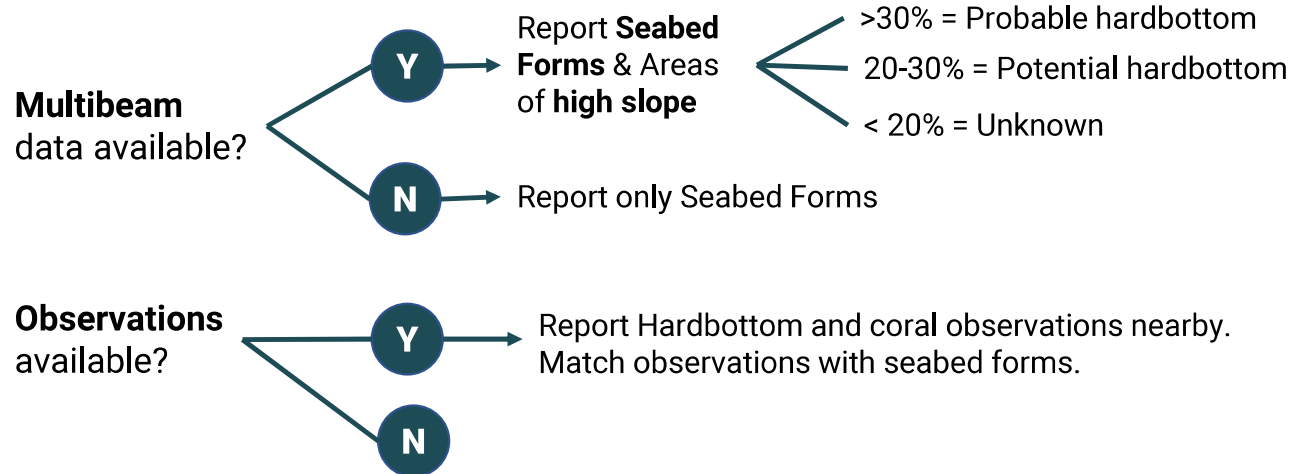 Multibeam
data available?
Y
Report Seabed
Forms & Areas
of high slope
>30% = Probable hardbottom
20-30% = Potential hardbottom
< 20% = Unknown
N
Report only Seabed Forms
Observations
available?
Y
Report Hardbottom and coral observations nearby.
Match observations with seabed forms.
N